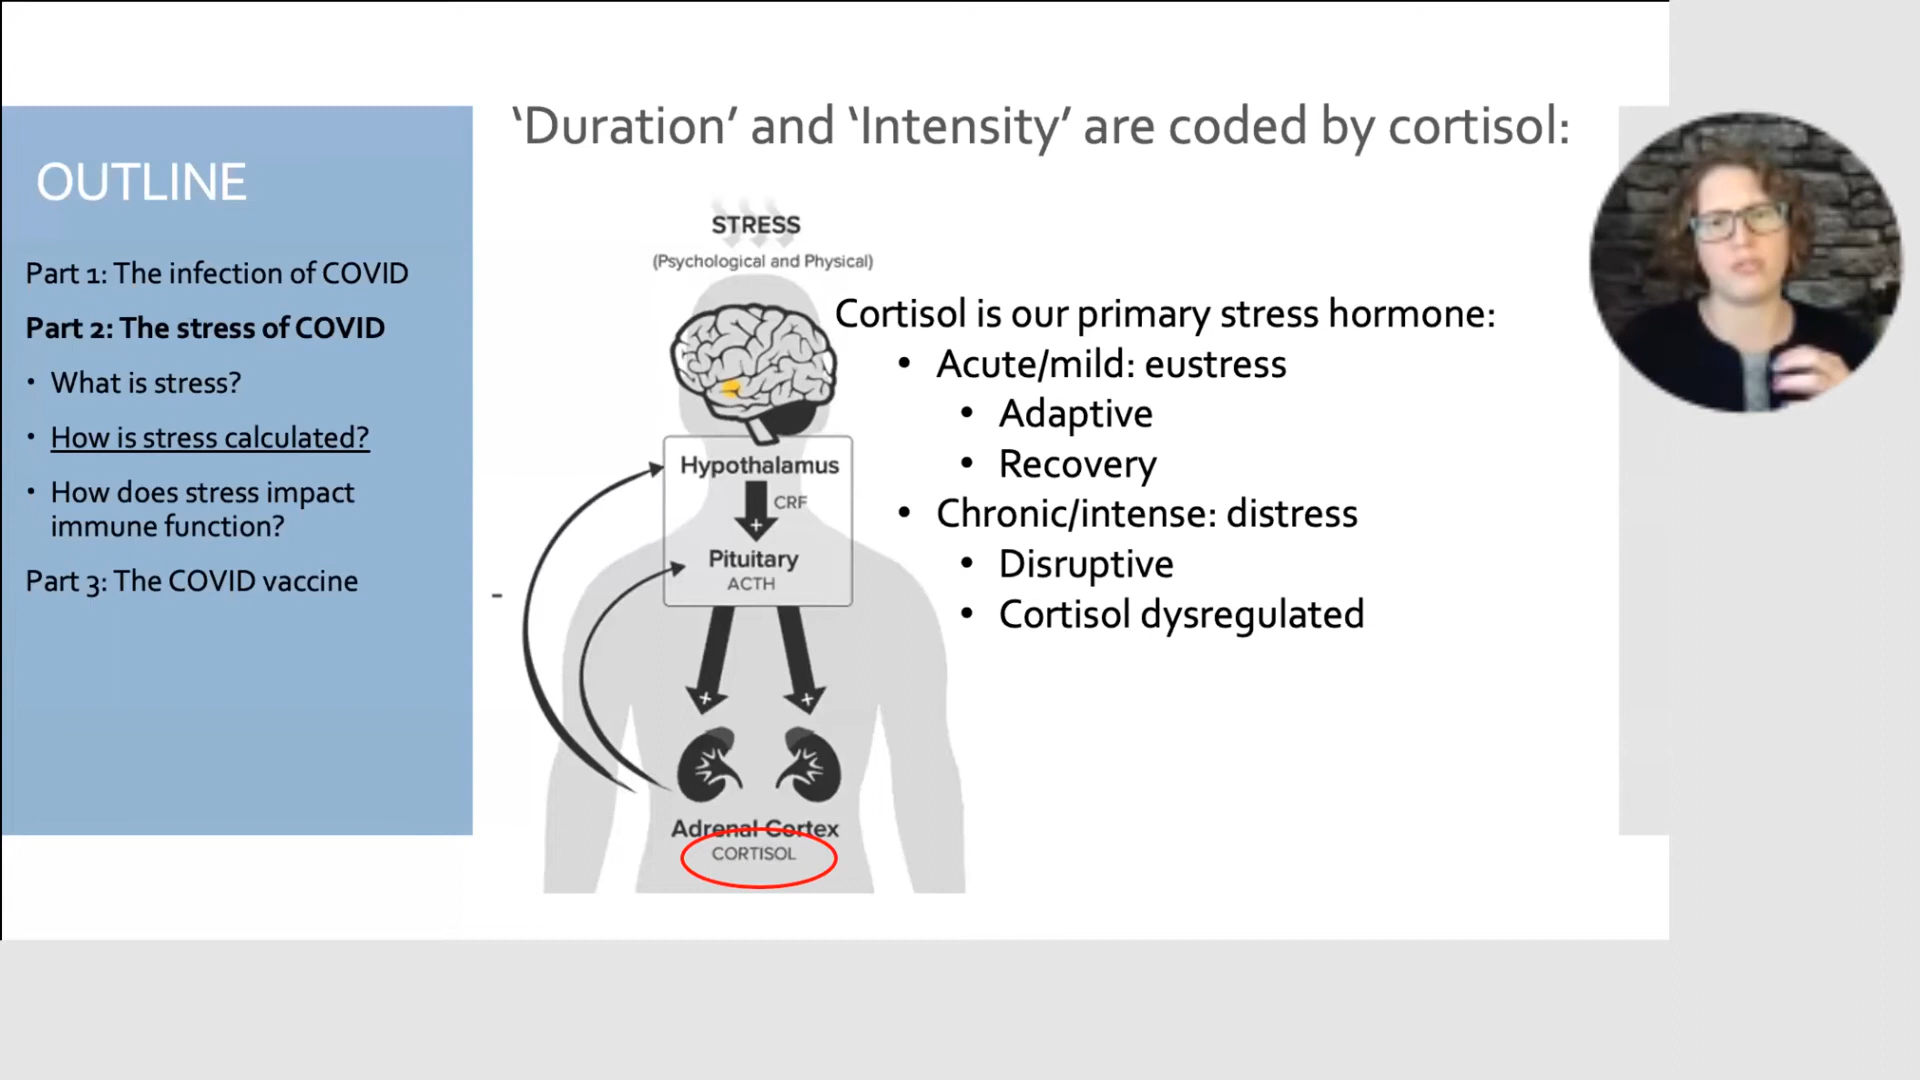 OUTLINE
Part 1: The infection of COVID
Part 2: The stress of COVID
• What is stress?
• How is stress calculated?
• How does stress impact
immune function?
Part 3: The COVID vaccine
‘Duration’ and ‘Intensity’ are coded by cortisol:
STRESS
(Psychological and Physical)
Hypothalamus
CRF
+
Pituitary
ACTH
+ +
Adrenal Cortex
CORTISOL
-
Cortisol is our primary stress hormone:
• Acute/mild: eustress
• Adaptive
• Recovery
• Chronic/intense: distress
• Disruptive
• Cortisol dysregulated